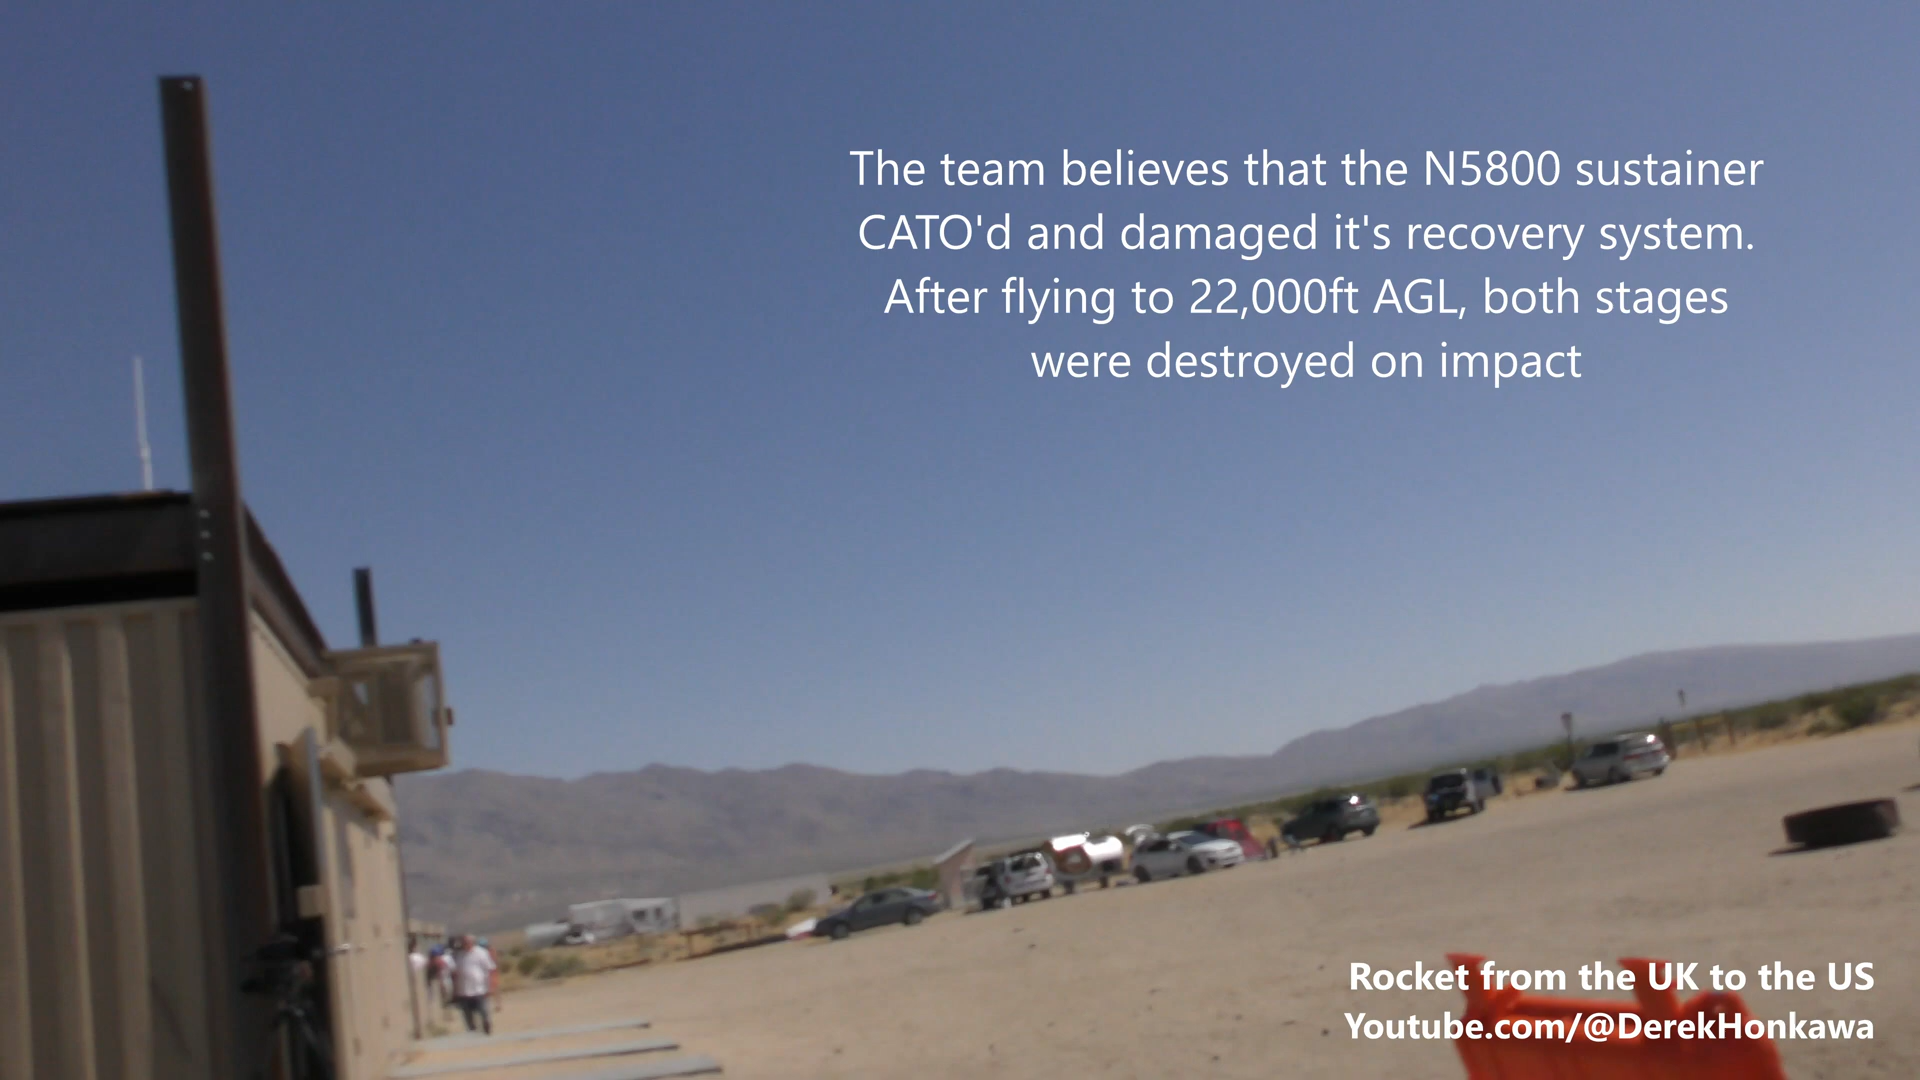 The team believes that the N5800 sustainer
CATO'd and damaged it's recovery system.
After flying to 22,000ft AGL, both stages
were destroyed on impact
Rocket from the UK to the US
Youtube.com/@DerekHonkawa